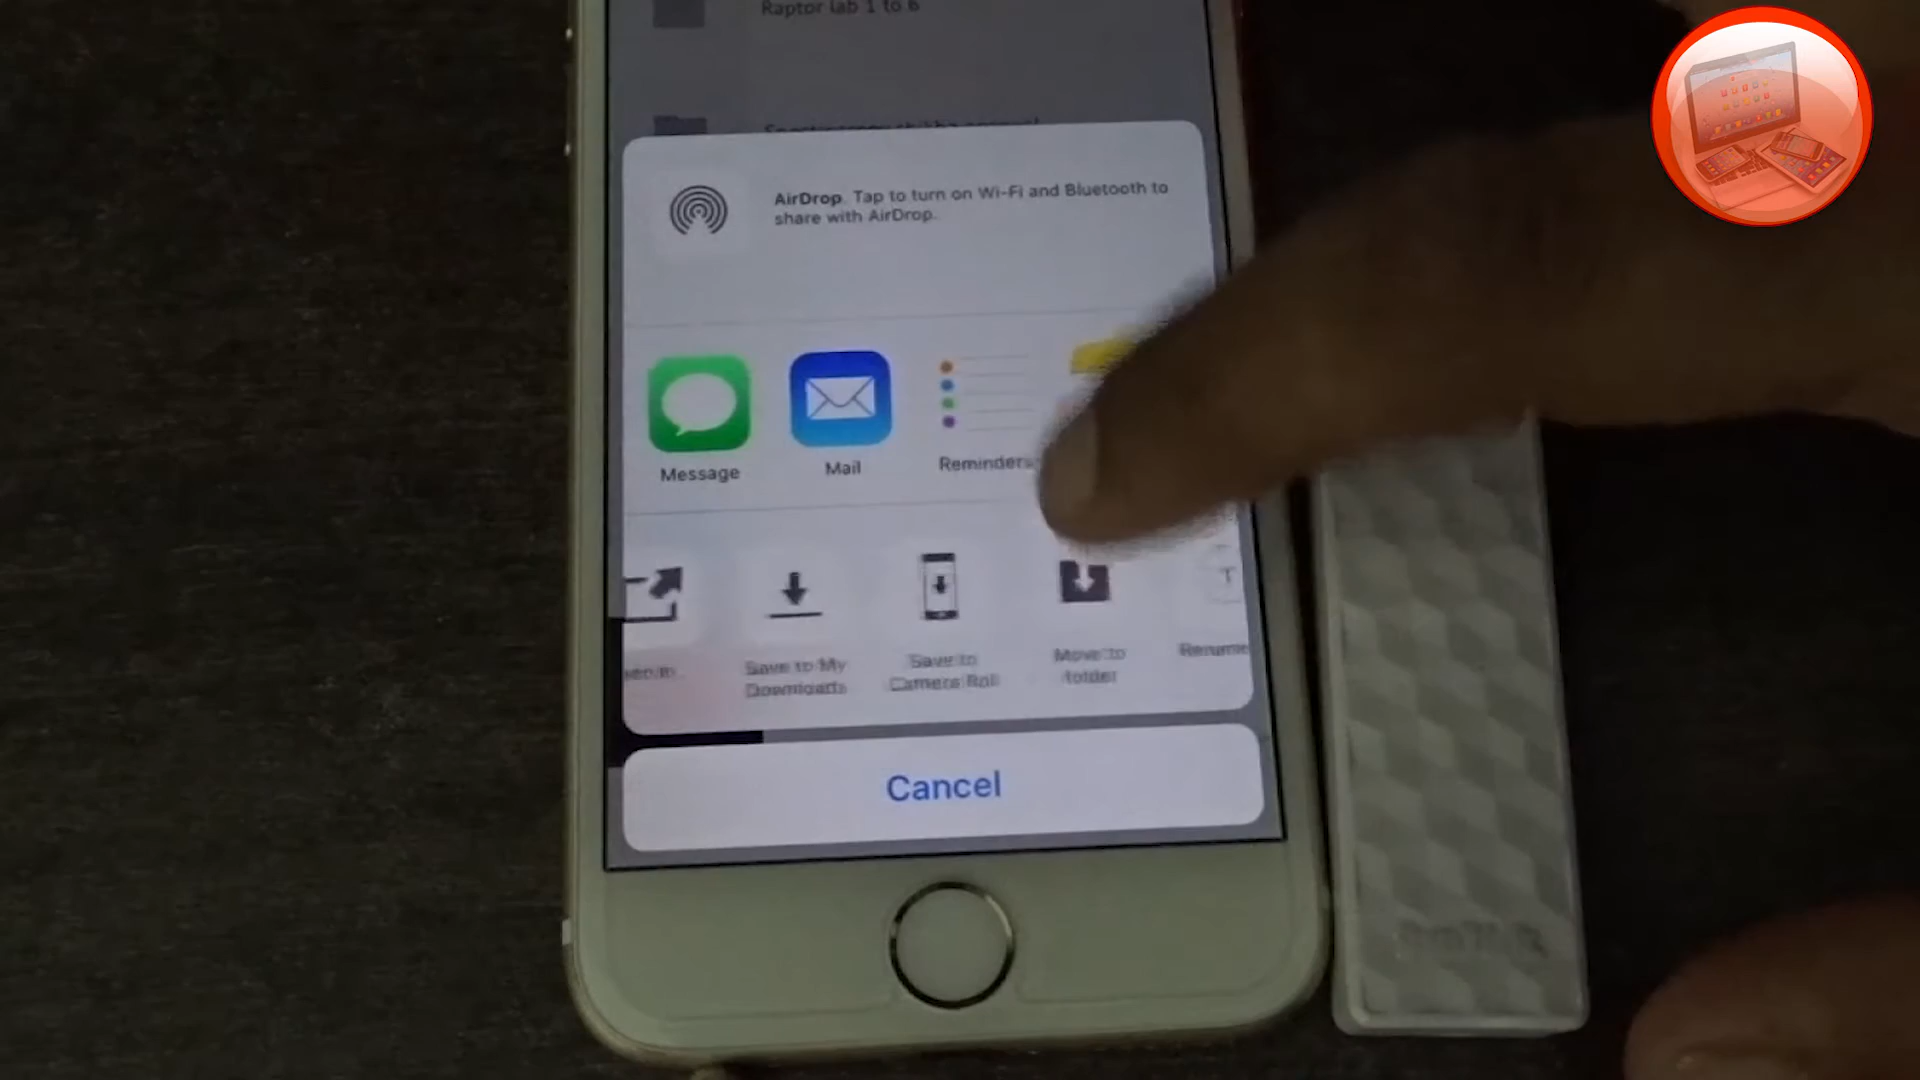 Raptor lab 1 to 6
AirDrop. Tap to turn on Wi-Fi and Bluetooth to
share with AirDrop.
Message
Mail
Reminders
Save to My
Downloads
Save to
Camera Roll
Move to
folder
Rename
Cancel